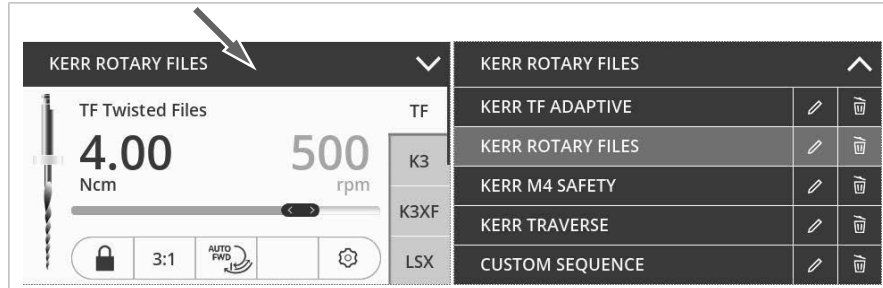 KERR ROTARY FILES
TF Twisted Files
4.00
Ncm
500
rpm
3:1
AUTO
FWD
TF
K3
K3XF
LSX
KERR ROTARY FILES
KERR TF ADAPTIVE
KERR ROTARY FILES
KERR M4 SAFETY
KERR TRAVERSE
CUSTOM SEQUENCE